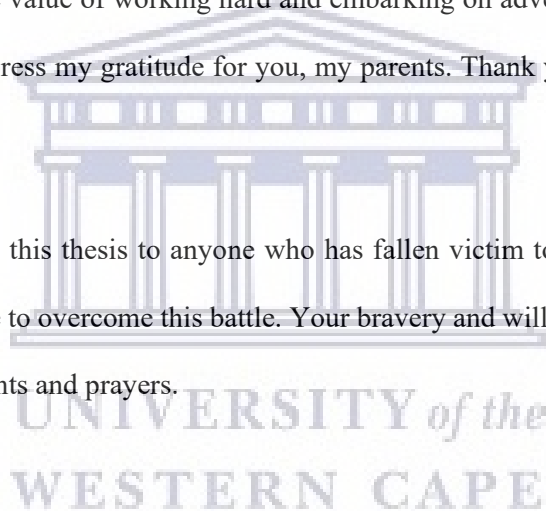 value of working hard and embarking on
ress my gratitude for you, my parents. Thank
this thesis to anyone who has fallen victim
to overcome this battle. Your bravery and will
nts and prayers.
UNIVERSITY of the
WESTERN CAPE